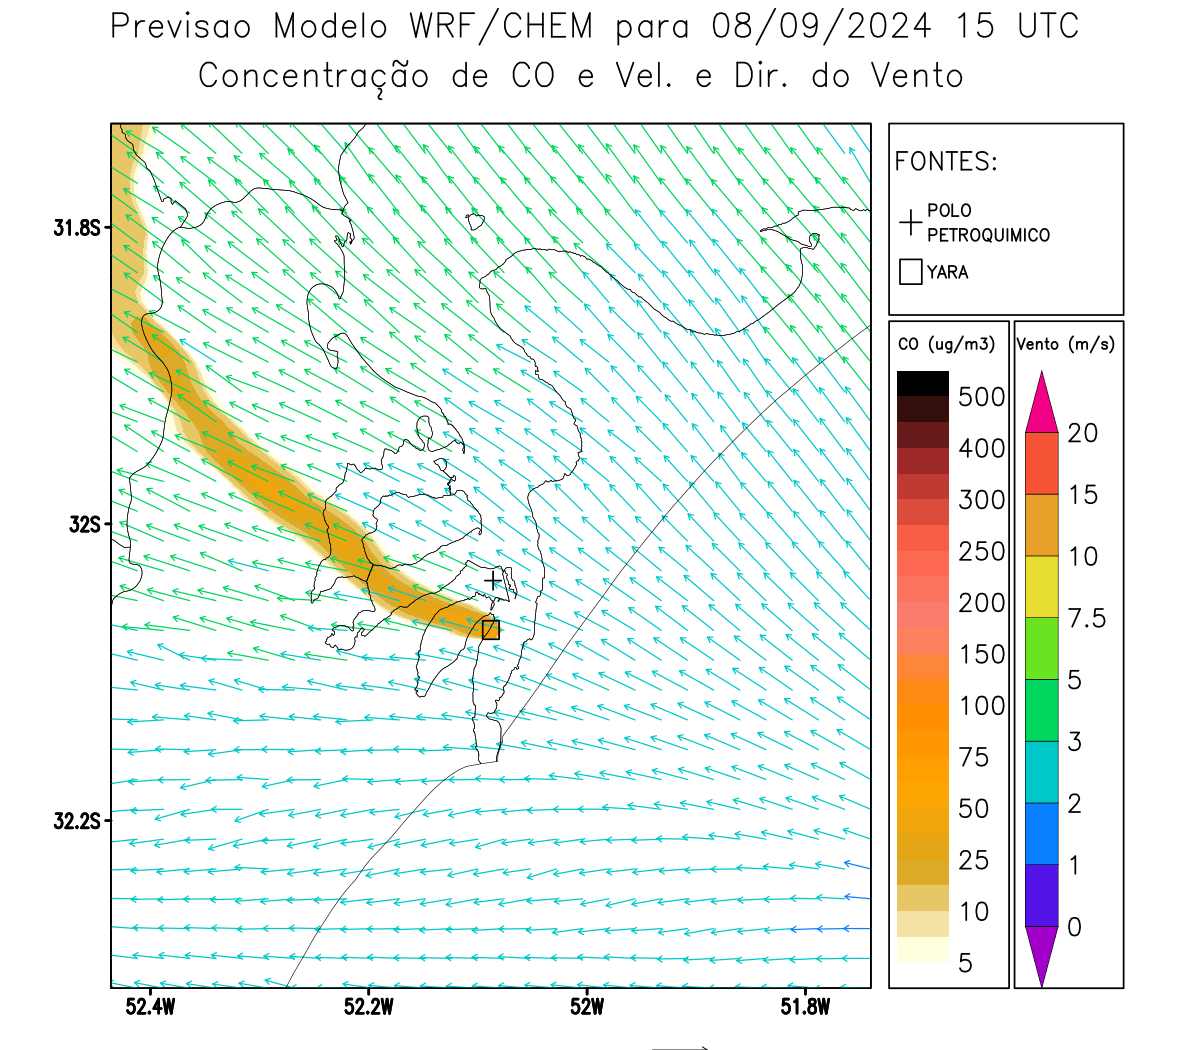 Previsao Modelo WRF/CHEM para 08/09/2024 15 UTC
Concentração de CO e Vel. e Dir. do Vento
FONTES:
POLO
PETROQUIMICO
YARA
31.8S
32S
32.2S
52.4W
52.2W
52W
51.8W
CO (ug/m3)
500
400
300
250
200
150
100
75
50
25
10
5
Vento (m/s)
20
15
10
7.5
5
3
2
1
0